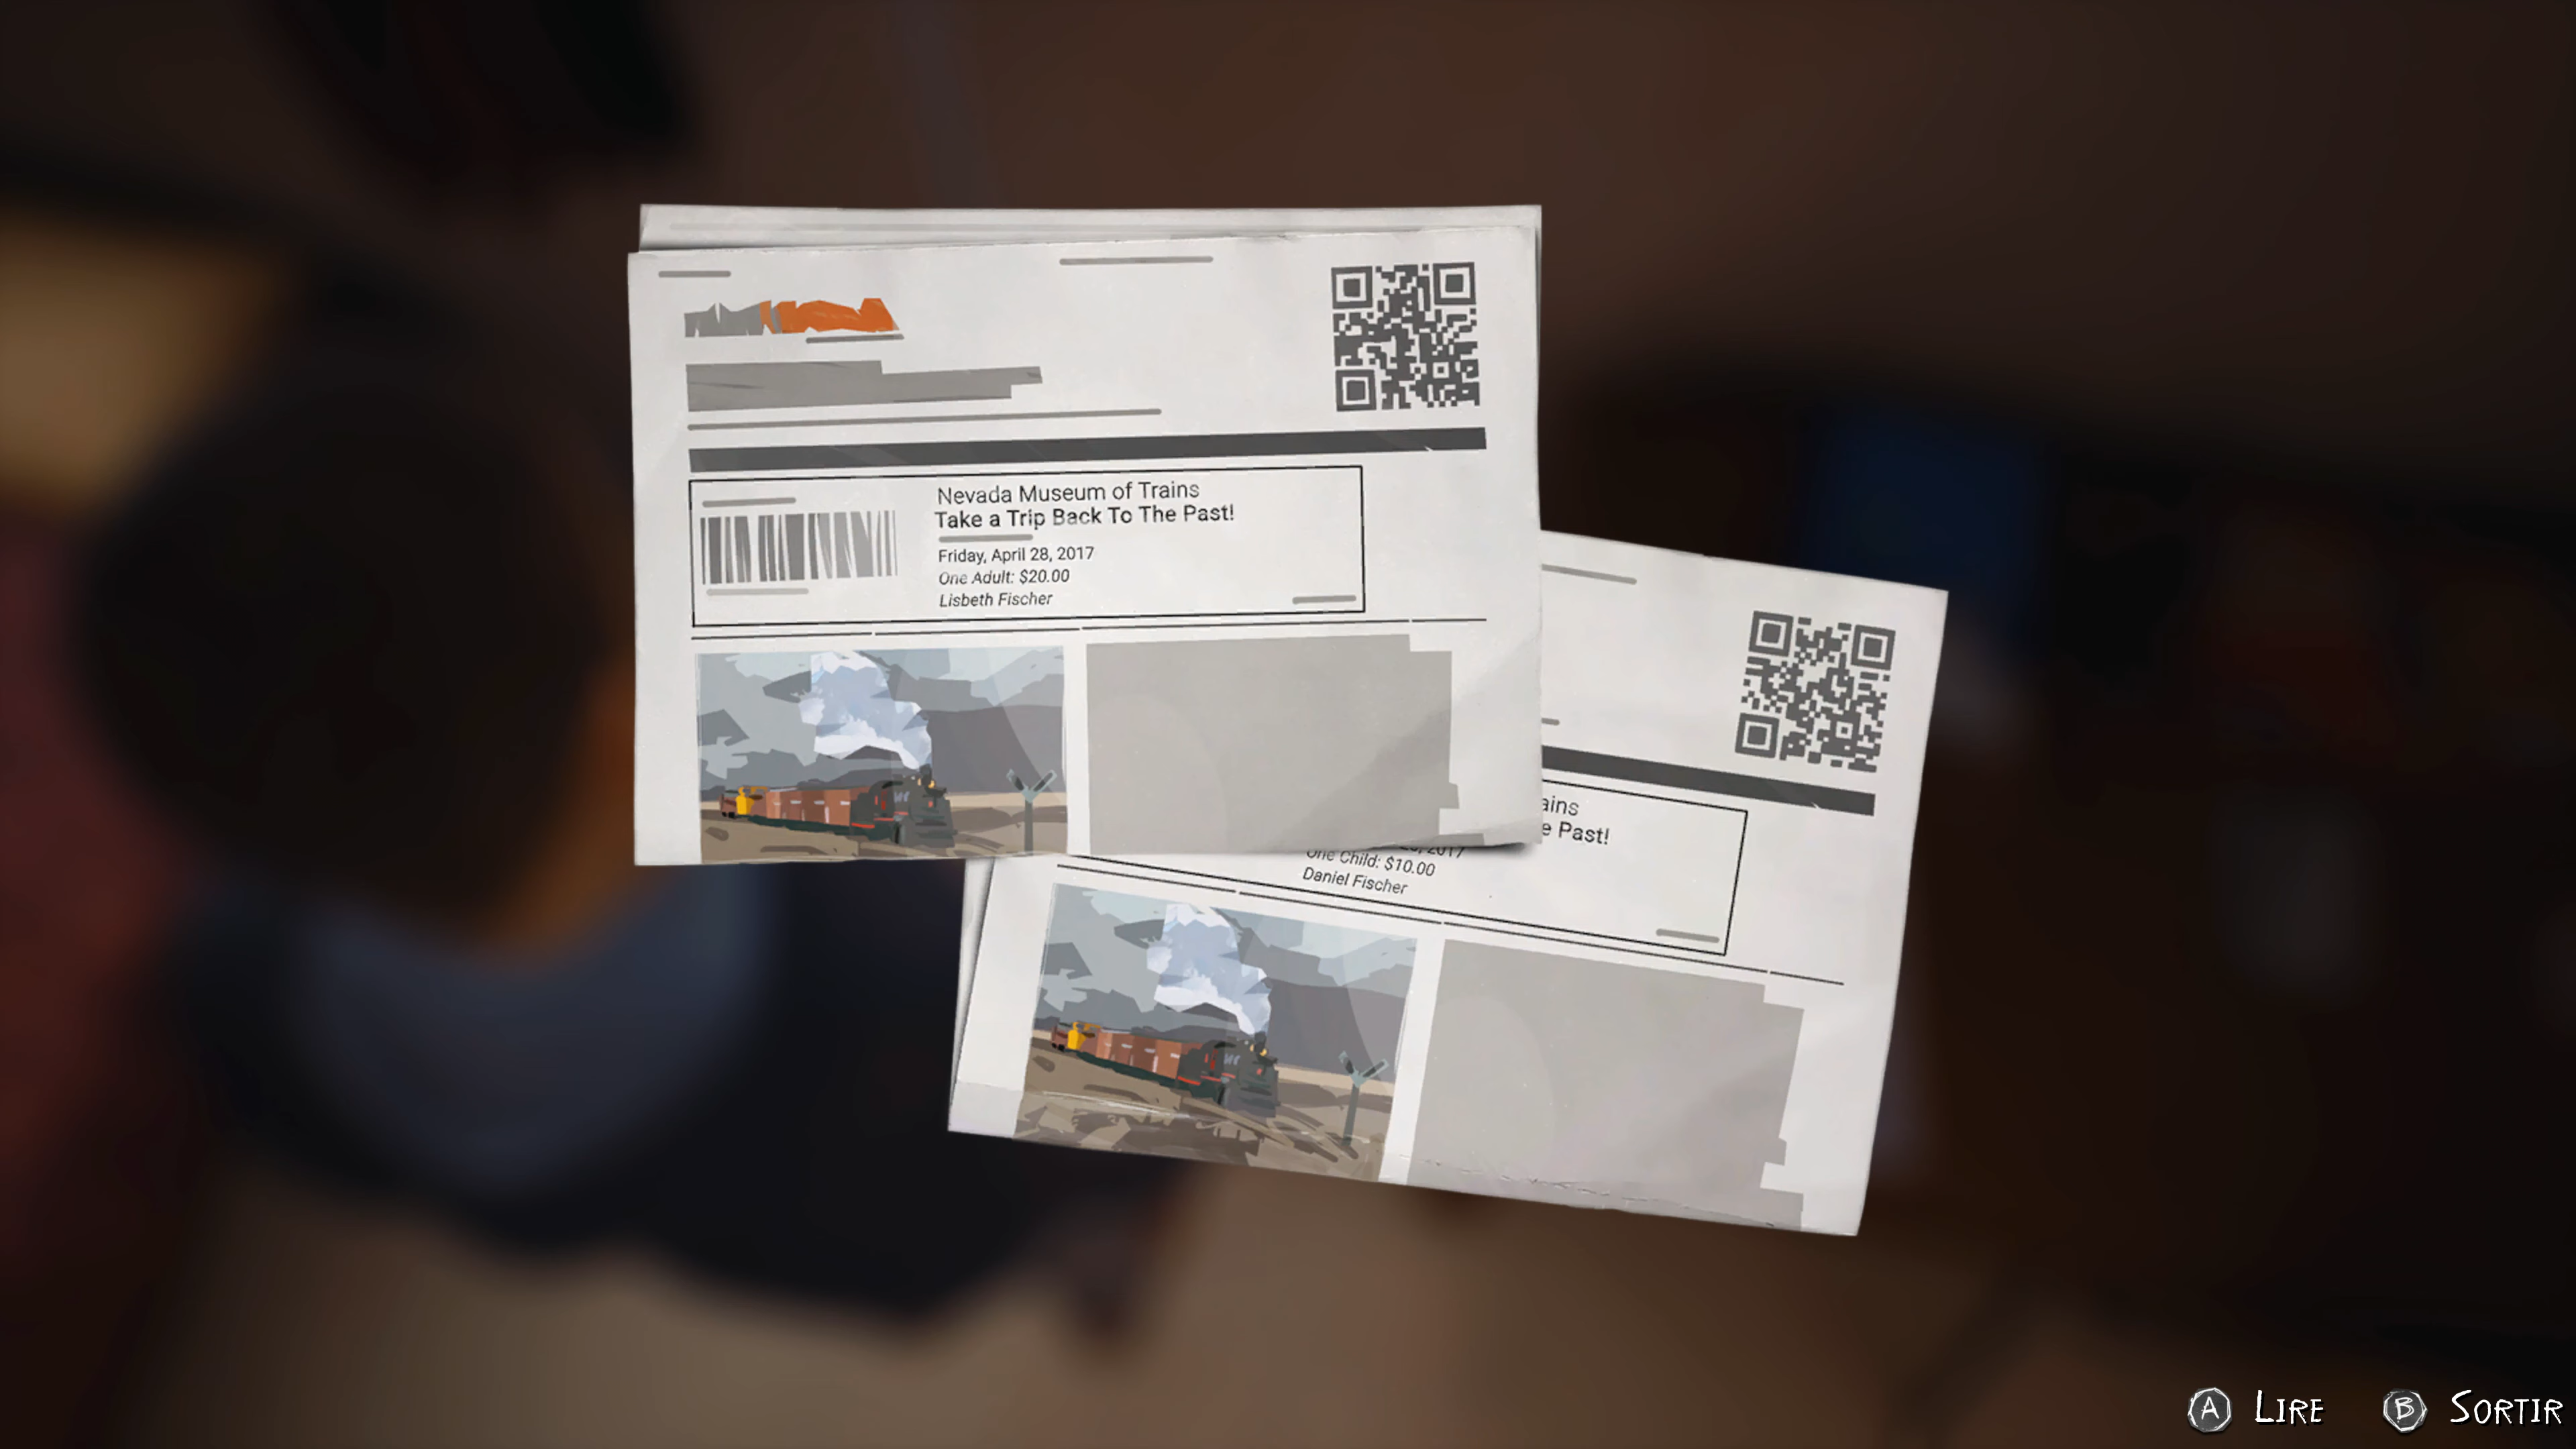 Nevada Museum of Trains
Take a Trip Back To The Past!
Friday, April 28, 2017
One Adult: $20.00
Lisbeth Fischer
ains
e Past!
2017
One Child: $10.00
Daniel Fischer
A LIRE
B SORTIR